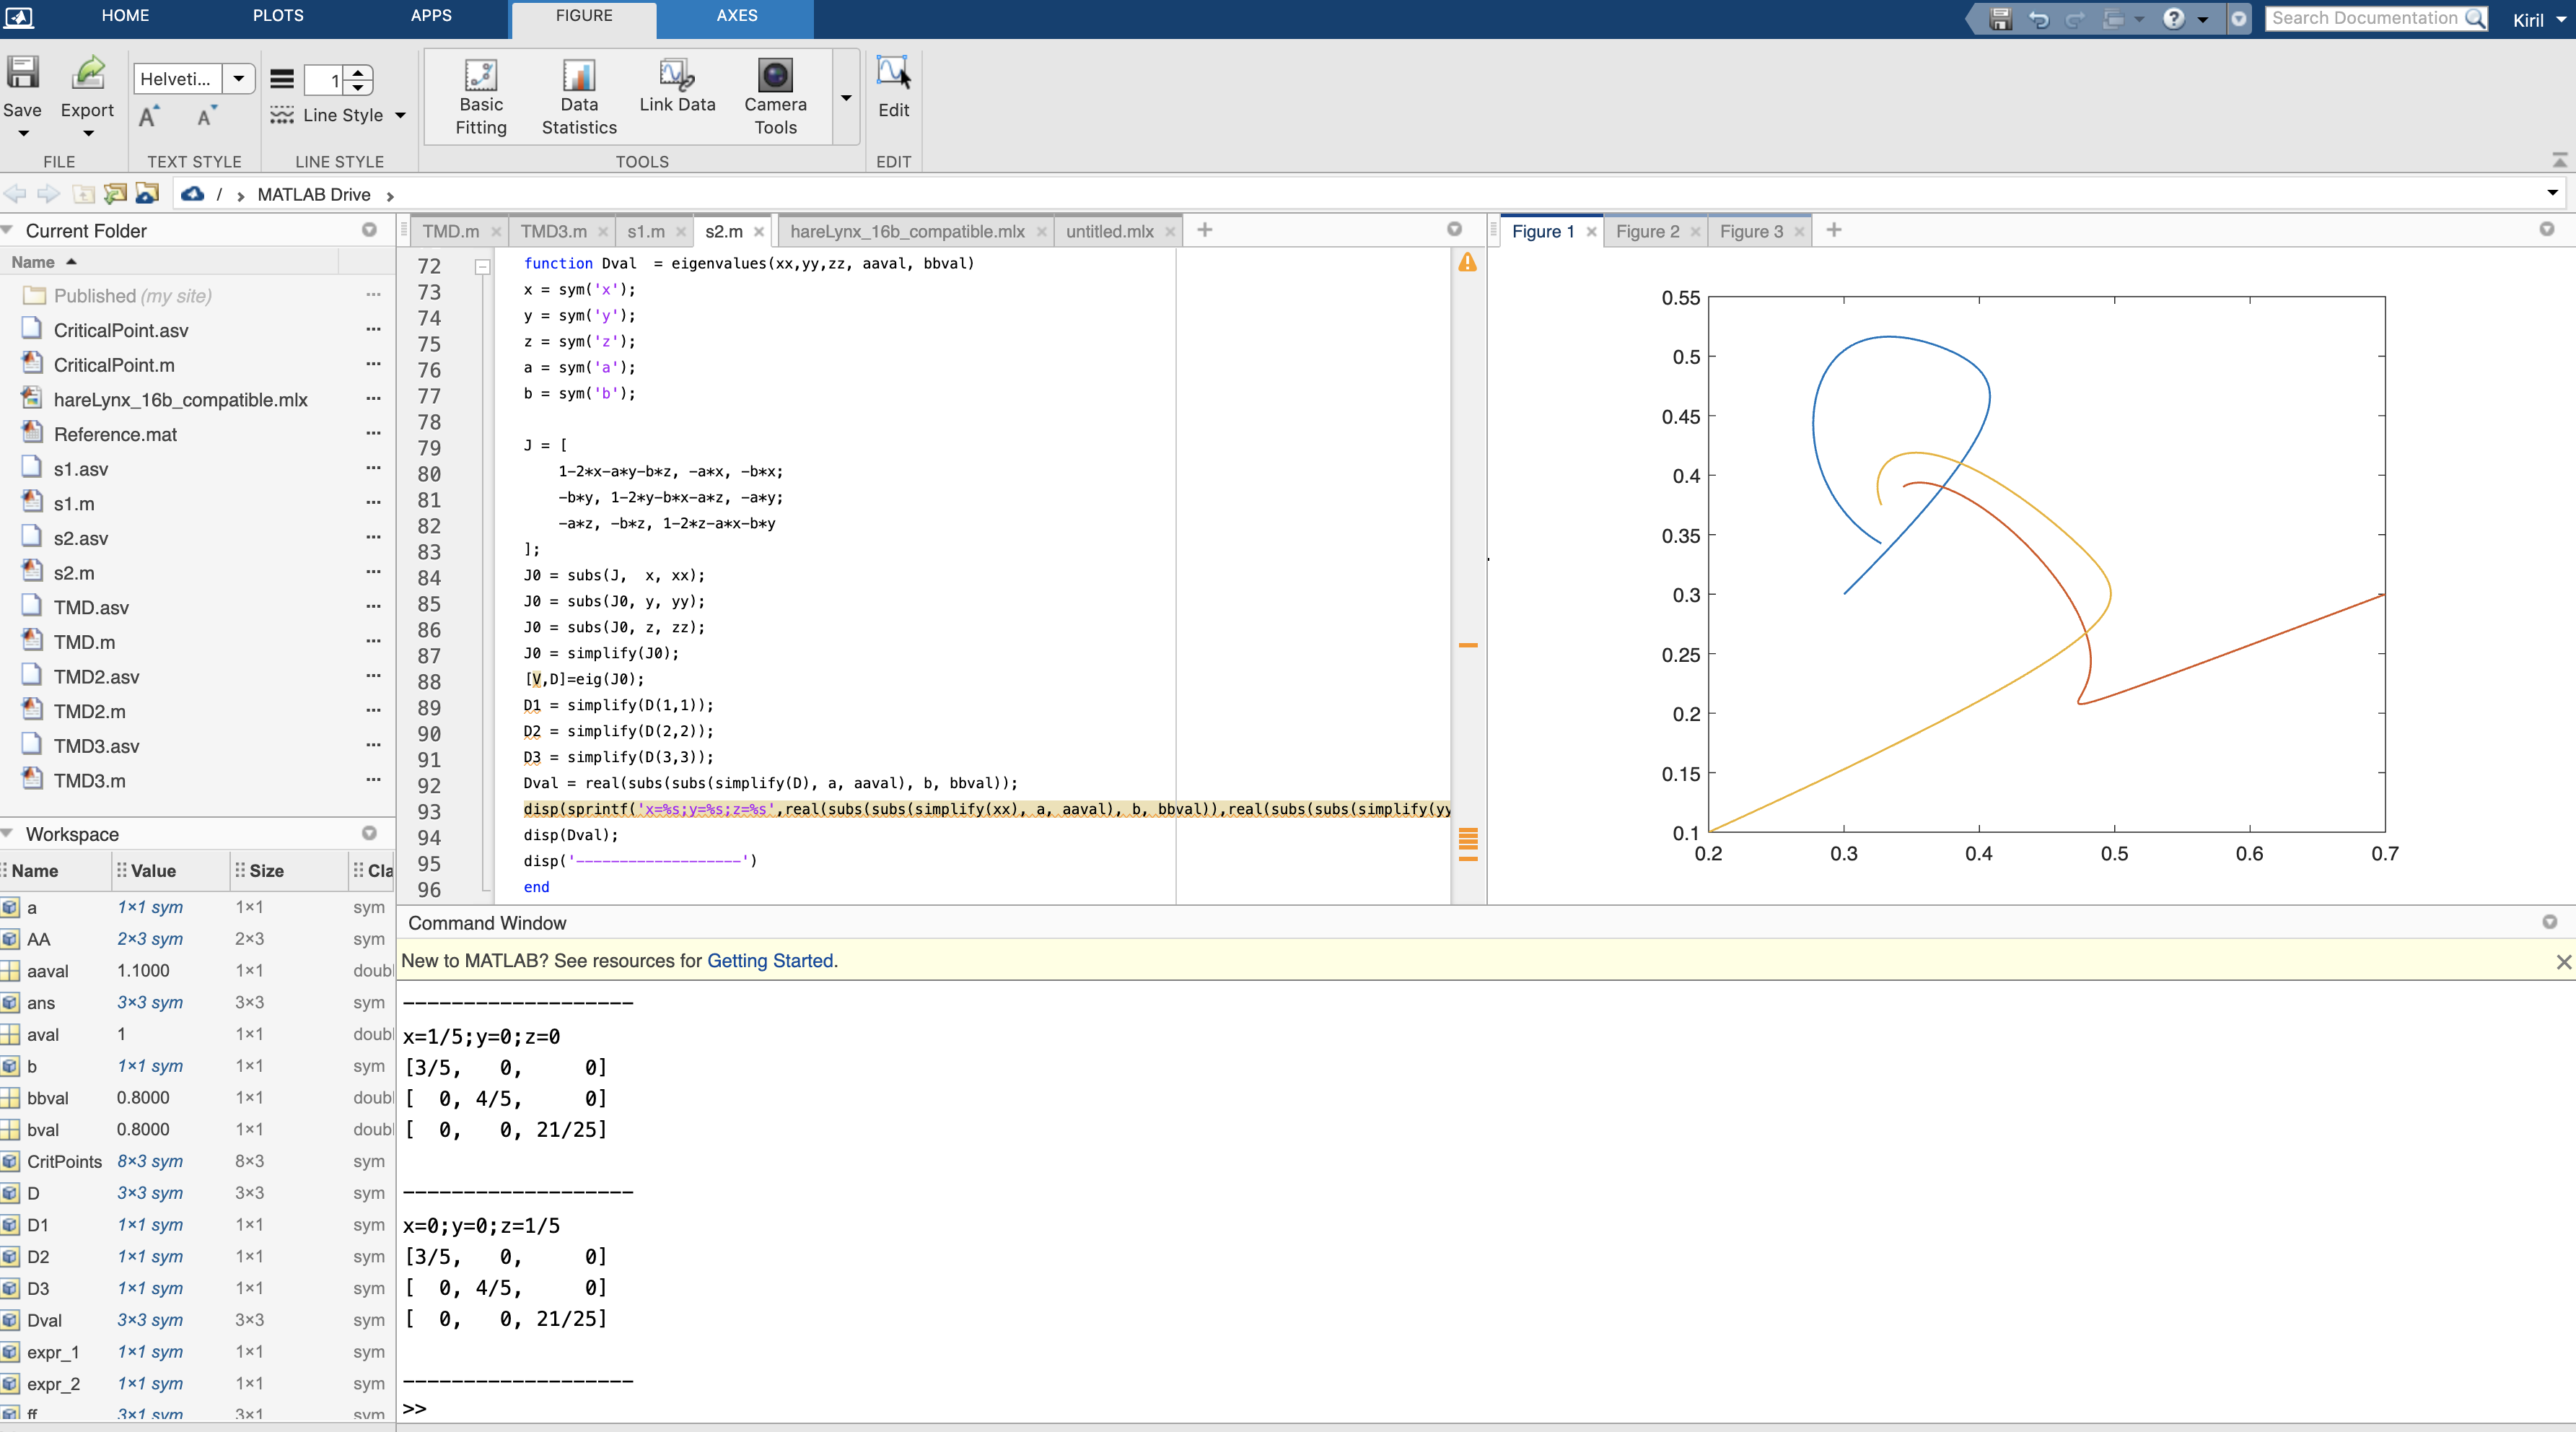 HOME PLOTS APPS FIGURE AXES Search Documentation Kiril
Helveti... 1
Save Export A A Line Style Basic Fitting Data Statistics Link Data Camera Tools Edit
FILE TEXT STYLE LINE STYLE TOOLS EDIT
/ > MATLAB Drive >
Current Folder
Name
Published (my site) ...
CriticalPoint.asv ...
CriticalPoint.m ...
hareLynx_16b_compatible.mlx ...
Reference.mat ...
s1.asv ...
s1.m ...
s2.asv ...
s2.m ...
TMD.asv ...
TMD.m ...
TMD2.asv ...
TMD2.m ...
TMD3.asv ...
TMD3.m ...
Workspace
Name Value Size Cla
a 1×1 sym 1×1 sym
AA 2×3 sym 2×3 sym
aaval 1.1000 1×1 doubl
ans 3×3 sym 3×3 sym
aval 1 1×1 doubl
b 1×1 sym 1×1 sym
bbval 0.8000 1×1 doubl
bval 0.8000 1×1 doubl
CritPoints 8×3 sym 8×3 sym
D 3×3 sym 3×3 sym
D1 1×1 sym 1×1 sym
D2 1×1 sym 1×1 sym
D3 1×1 sym 1×1 sym
Dval 3×3 sym 3×3 sym
expr_1 1×1 sym 1×1 sym
expr_2 1×1 sym 1×1 sym
ff 3×1 sym 3×1 sym
TMD.m × TMD3.m × s1.m × s2.m × hareLynx_16b_compatible.mlx × untitled.mlx × +
72 function Dval  = eigenvalues(xx,yy,zz, aaval, bbval)
73 x = sym('x');
74 y = sym('y');
75 z = sym('z');
76 a = sym('a');
77 b = sym('b');
78
79 J = [
80 1-2*x-a*y-b*z, -a*x, -b*x;
81 -b*y, 1-2*y-b*x-a*z, -a*y;
82 -a*z, -b*z, 1-2*z-a*x-b*y
83 ];
84 J0 = subs(J,  x, xx);
85 J0 = subs(J0, y, yy);
86 J0 = subs(J0, z, zz);
87 J0 = simplify(J0);
88 [V,D]=eig(J0);
89 D1 = simplify(D(1,1));
90 D2 = simplify(D(2,2));
91 D3 = simplify(D(3,3));
92 Dval = real(subs(subs(simplify(D), a, aaval), b, bbval));
93 disp(sprintf('x=%s;y=%s;z=%s',real(subs(subs(simplify(xx), a, aaval), b, bbval)),real(subs(subs(simplify(yy
94 disp(Dval);
95 disp('-------------------')
96 end
Figure 1 × Figure 2 × Figure 3 × +
0.55
0.5
0.45
0.4
0.35
0.3
0.25
0.2
0.15
0.1
0.2 0.3 0.4 0.5 0.6 0.7
Command Window
New to MATLAB? See resources for Getting Started.
-------------------
x=1/5;y=0;z=0
[3/5,   0,     0]
[  0, 4/5,     0]
[  0,   0, 21/25]
-------------------
x=0;y=0;z=1/5
[3/5,   0,     0]
[  0, 4/5,     0]
[  0,   0, 21/25]
-------------------
>>